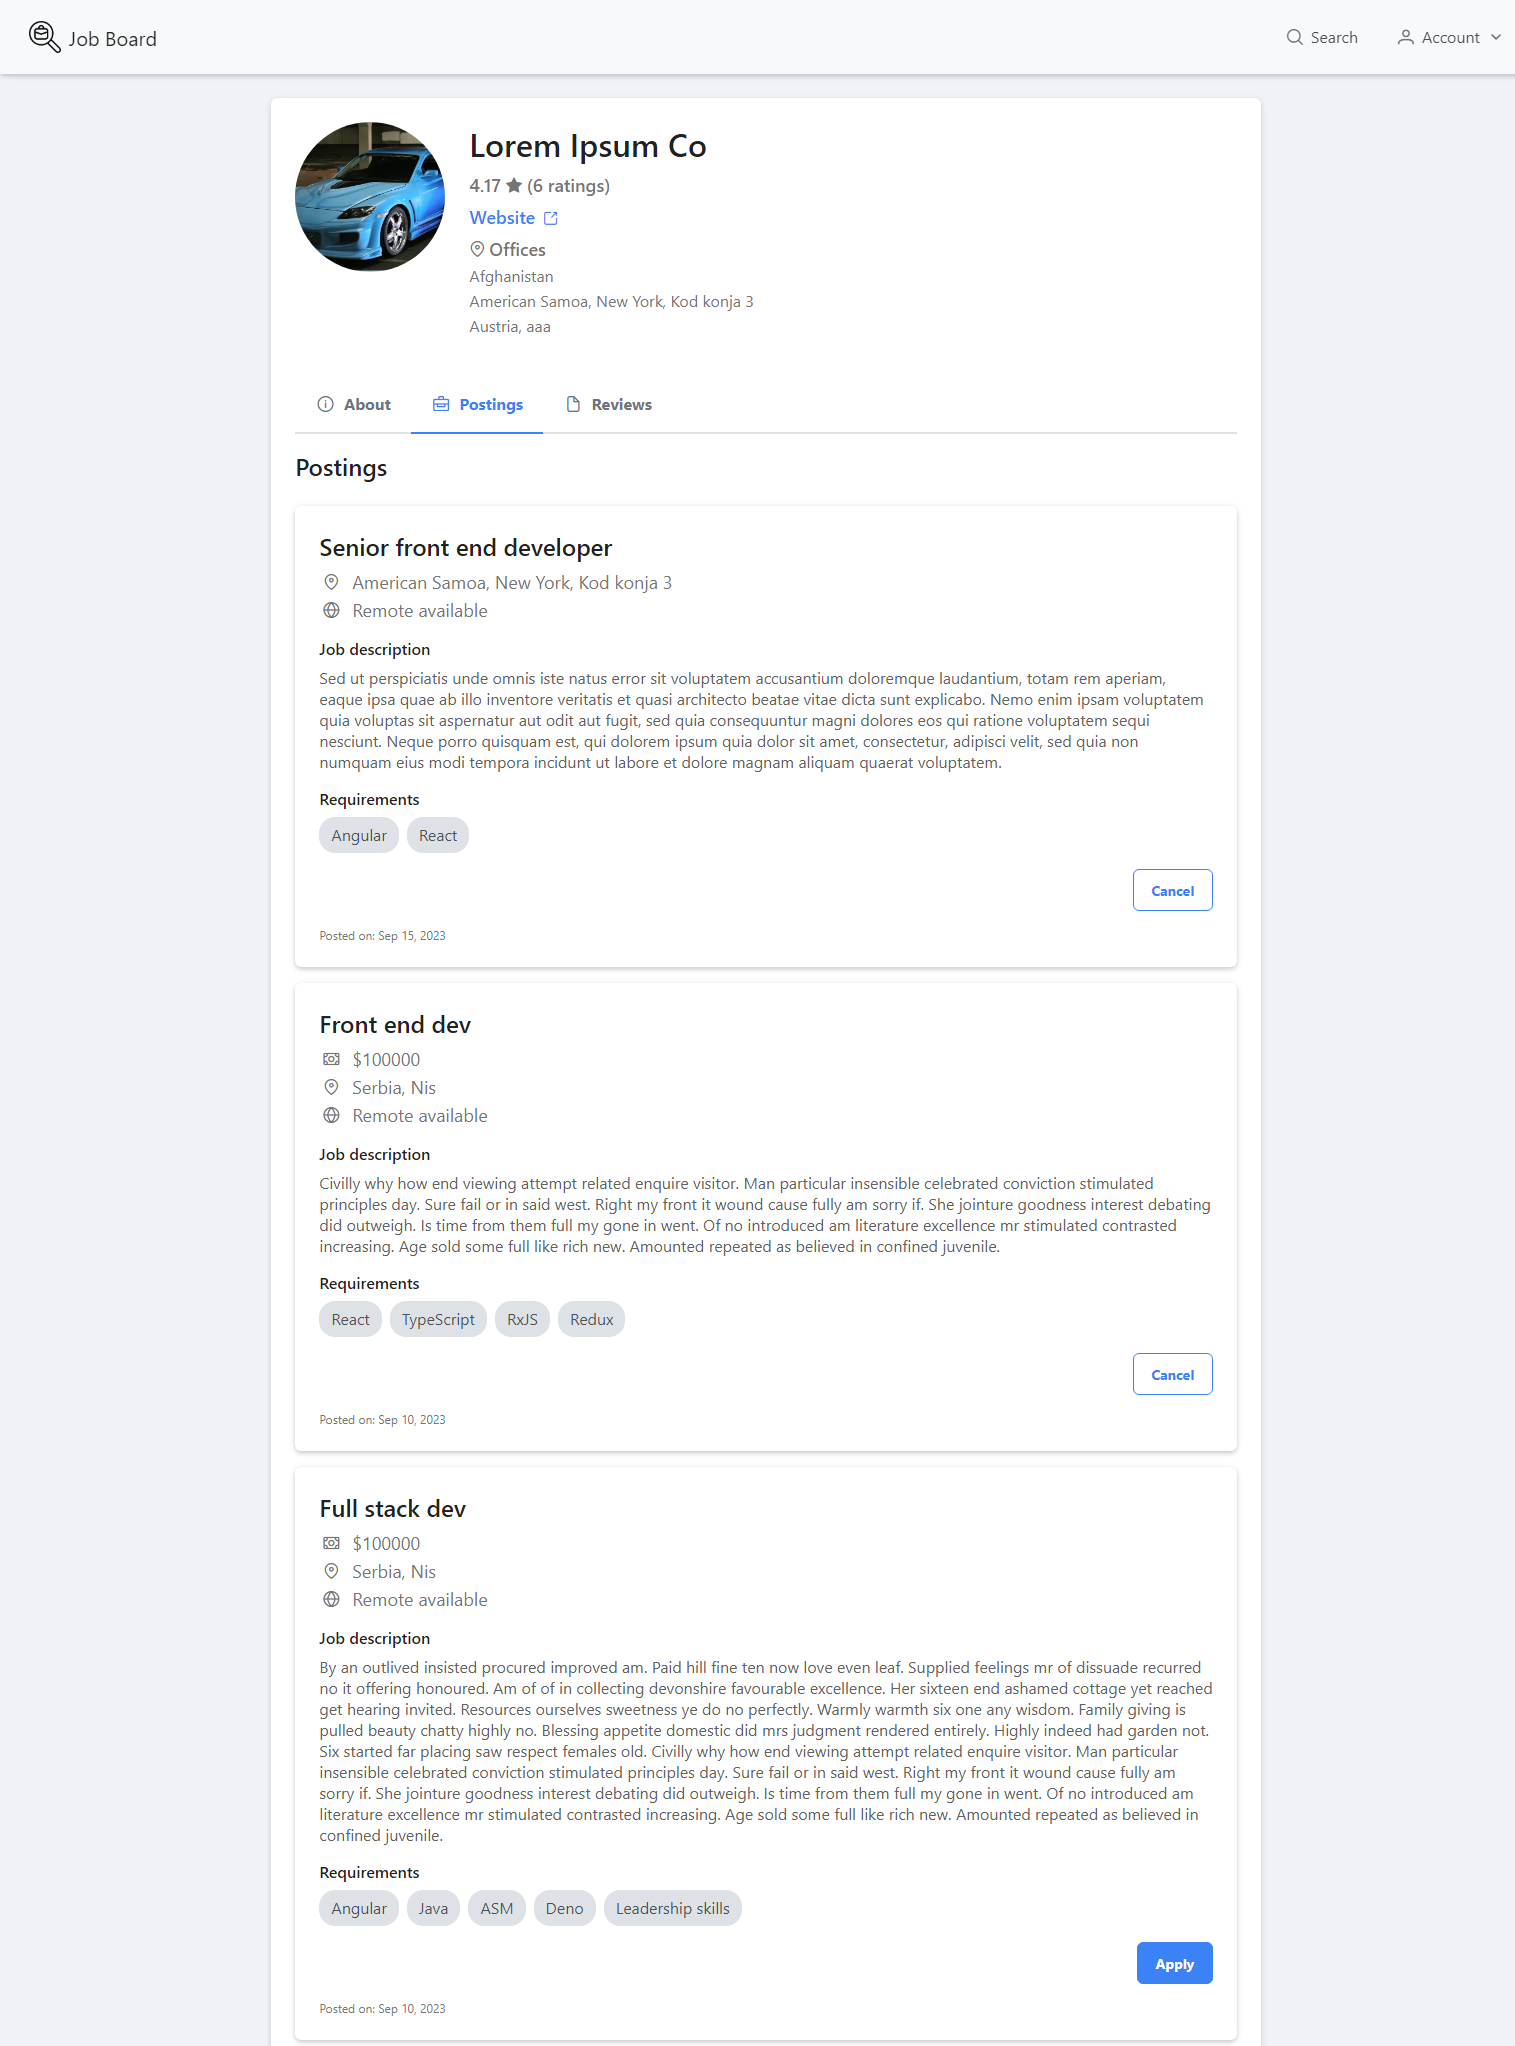 Job Board
Search
Account
Lorem Ipsum Co
4.17 ★ (6 ratings)
Website
Offices
Afghanistan
American Samoa, New York, Kod konja 3
Austria, aaa
About
Postings
Reviews
Postings
Senior front end developer
American Samoa, New York, Kod konja 3
Remote available
Job description
Sed ut perspiciatis unde omnis iste natus error sit voluptatem accusantium doloremque laudantium, totam rem aperiam,
eaque ipsa quae ab illo inventore veritatis et quasi architecto beatae vitae dicta sunt explicabo. Nemo enim ipsam voluptatem
quia voluptas sit aspernatur aut odit aut fugit, sed quia consequuntur magni dolores eos qui ratione voluptatem sequi
nesciunt. Neque porro quisquam est, qui dolorem ipsum quia dolor sit amet, consectetur, adipisci velit, sed quia non
numquam eius modi tempora incidunt ut labore et dolore magnam aliquam quaerat voluptatem.
Requirements
Angular
React
Cancel
Posted on: Sep 15, 2023
Front end dev
$100000
Serbia, Nis
Remote available
Job description
Civilly why how end viewing attempt related enquire visitor. Man particular insensible celebrated conviction stimulated
principles day. Sure fail or in said west. Right my front it wound cause fully am sorry if. She jointure goodness interest debating
did outweigh. Is time from them full my gone in went. Of no introduced am literature excellence mr stimulated contrasted
increasing. Age sold some full like rich new. Amounted repeated as believed in confined juvenile.
Requirements
React
TypeScript
RxJS
Redux
Cancel
Posted on: Sep 10, 2023
Full stack dev
$100000
Serbia, Nis
Remote available
Job description
By an outlived insisted procured improved am. Paid hill fine ten now love even leaf. Supplied feelings mr of dissuade recurred
no it offering honoured. Am of of in collecting devonshire favourable excellence. Her sixteen end ashamed cottage yet reached
get hearing invited. Resources ourselves sweetness ye do no perfectly. Warmly warmth six one any wisdom. Family giving is
pulled beauty chatty highly no. Blessing appetite domestic did mrs judgment rendered entirely. Highly indeed had garden not.
Six started far placing saw respect females old. Civilly why how end viewing attempt related enquire visitor. Man particular
insensible celebrated conviction stimulated principles day. Sure fail or in said west. Right my front it wound cause fully am
sorry if. She jointure goodness interest debating did outweigh. Is time from them full my gone in went. Of no introduced am
literature excellence mr stimulated contrasted increasing. Age sold some full like rich new. Amounted repeated as believed in
confined juvenile.
Requirements
Angular
Java
ASM
Deno
Leadership skills
Apply
Posted on: Sep 10, 2023